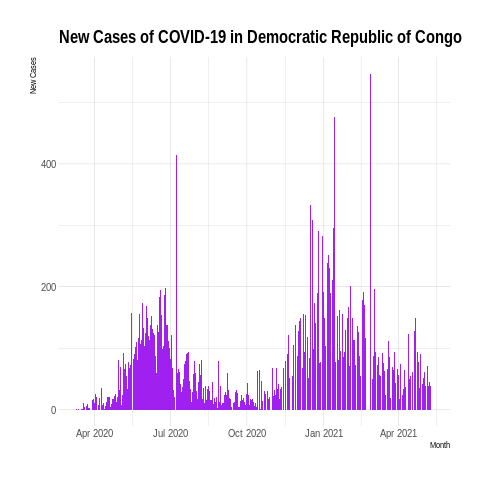 New Cases of COVID-19 in Democratic Republic of Congo
New Cases
400
200
0
Apr 2020 Jul 2020 Oct 2020 Jan 2021 Apr 2021
Month